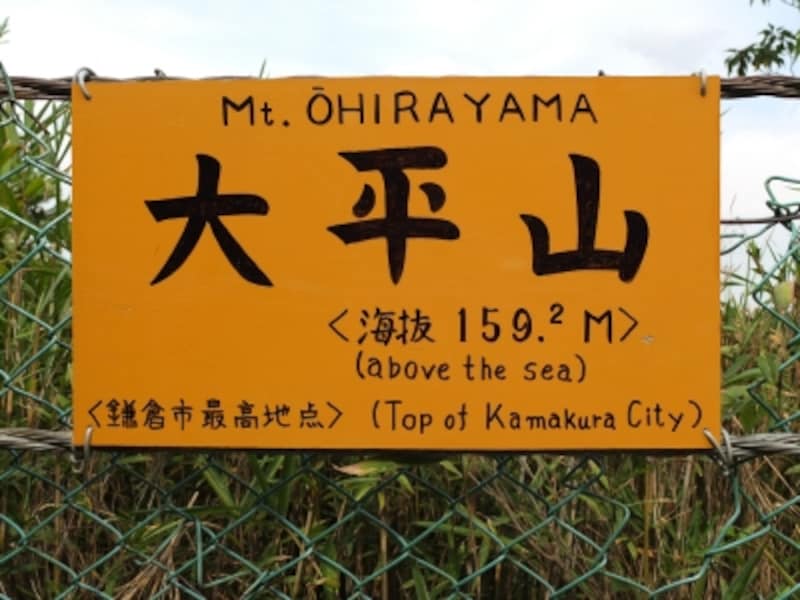 Mt. ŌHIRAYAMA
大平山
〈海抜 159.² M〉
(above the sea)
〈鎌倉市最高地点〉 (Top of Kamakura City)